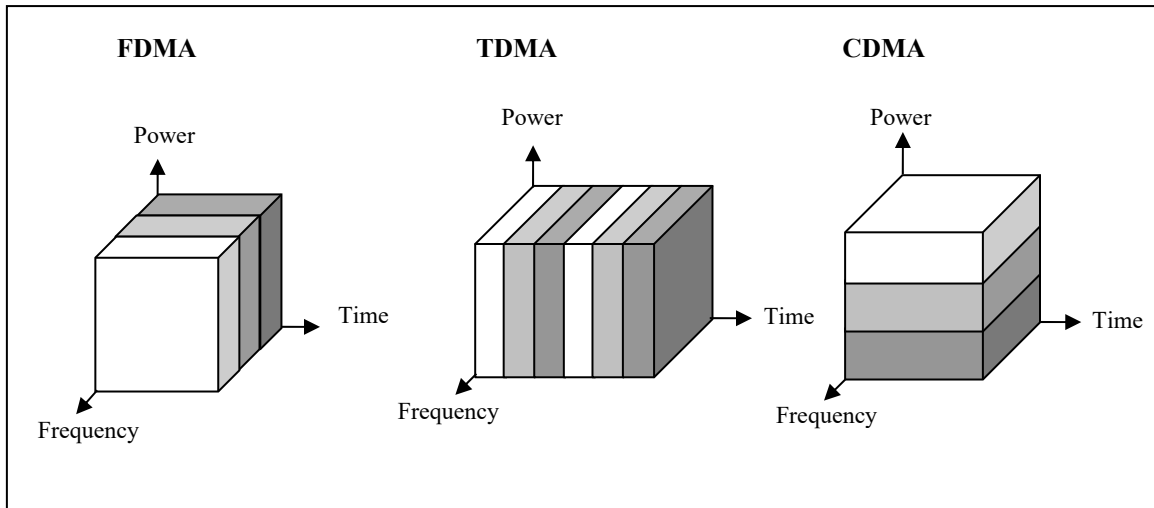 FDMA
Power
Time
Frequency
TDMA
Power
Time
Frequency
CDMA
Power
Time
Frequency